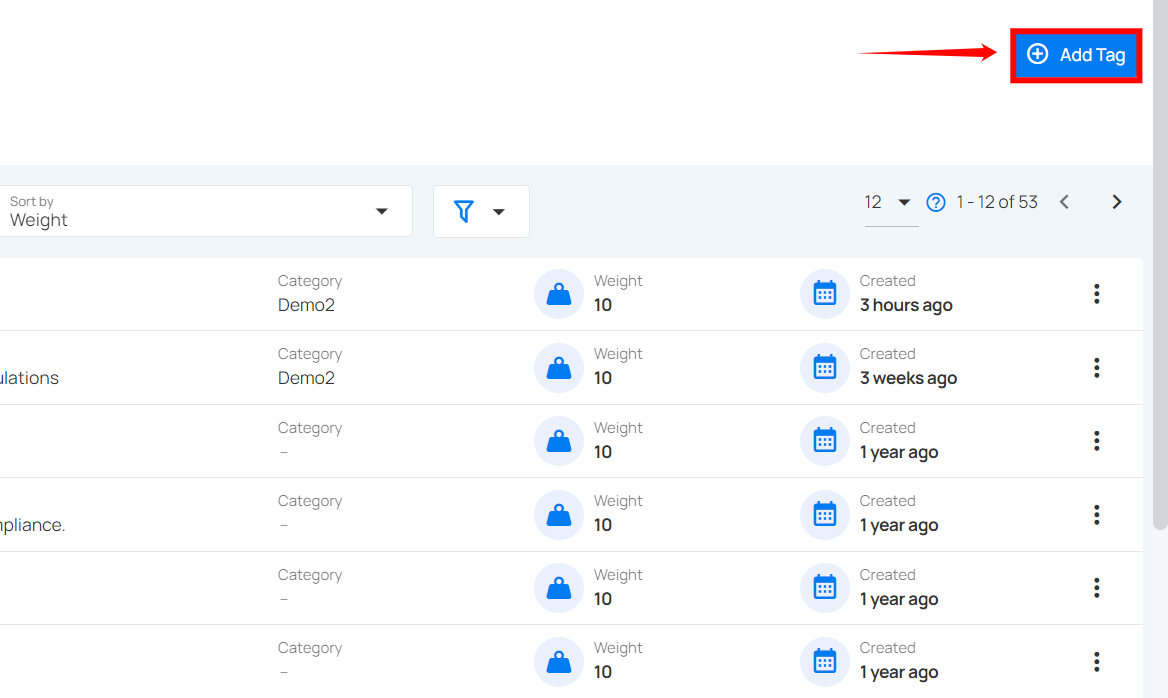 Add Tag
Sort by
Weight
12
1 - 12 of 53
Category
Weight
Created
Demo2
10
3 hours ago
Category
Weight
Created
Demo2
10
3 weeks ago
Category
Weight
Created
–
10
1 year ago
Category
Weight
Created
–
10
1 year ago
Category
Weight
Created
–
10
1 year ago
Category
Weight
Created
–
10
1 year ago